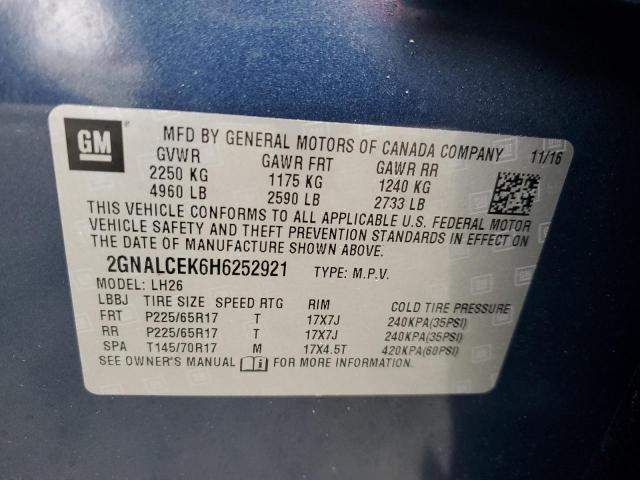 GM
MFD BY GENERAL MOTORS OF CANADA COMPANY 11/16
GVWR GAWR FRT GAWR RR
2250 KG 1175 KG 1240 KG
4960 LB 2590 LB 2733 LB
THIS VEHICLE CONFORMS TO ALL APPLICABLE U.S. FEDERAL MOTOR
VEHICLE SAFETY AND THEFT PREVENTION STANDARDS IN EFFECT ON
THE DATE OF MANUFACTURE SHOWN ABOVE.
2GNALCEK6H6252921 TYPE: M.P.V.
MODEL: LH26
LBBJ TIRE SIZE SPEED RTG RIM COLD TIRE PRESSURE
FRT P225/65R17 T 17X7J 240KPA(35PSI)
RR P225/65R17 T 17X7J 240KPA(35PSI)
SPA T145/70R17 M 17X4.5T 420KPA(60PSI)
SEE OWNER'S MANUAL FOR MORE INFORMATION.